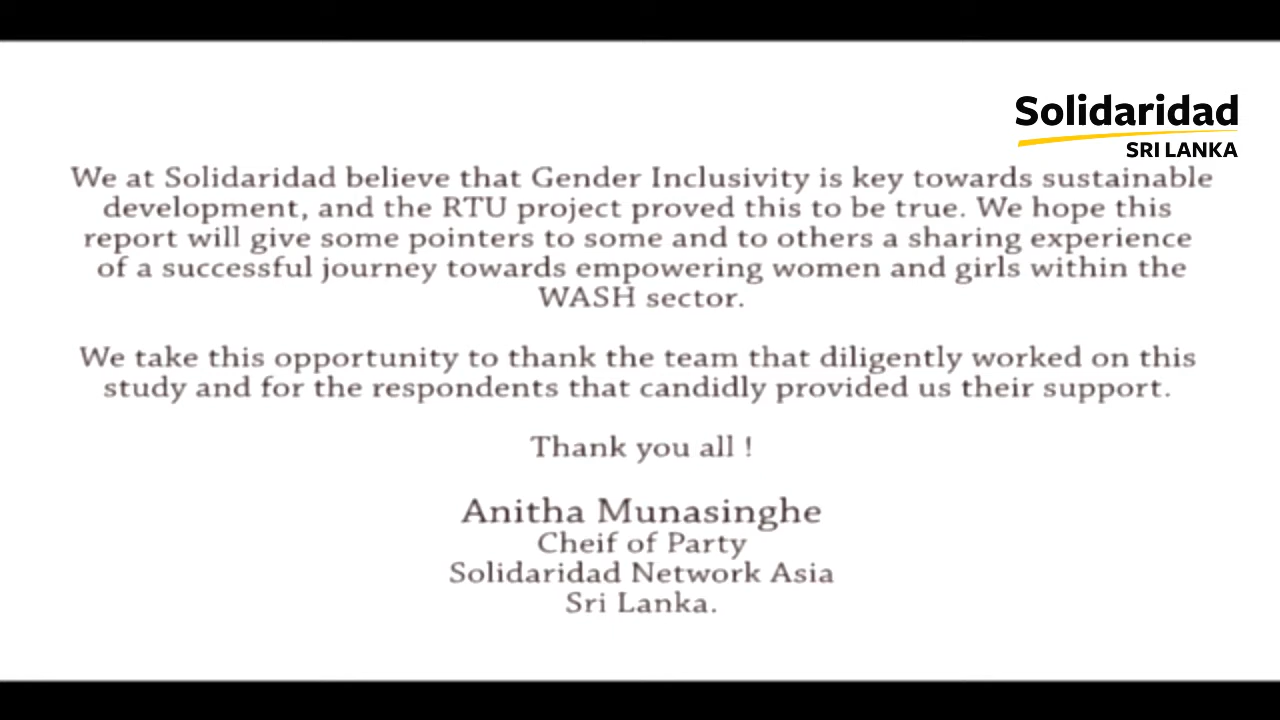 Solidaridad
SRI LANKA
We at Solidaridad believe that Gender Inclusivity is key towards sustainable
development, and the RTU project proved this to be true. We hope this
report will give some pointers to some and to others a sharing experience
of a successful journey towards empowering women and girls within the
WASH sector.
We take this opportunity to thank the team that diligently worked on this
study and for the respondents that candidly provided us their support.
Thank you all !
Anitha Munasinghe
Cheif of Party
Solidaridad Network Asia
Sri Lanka.